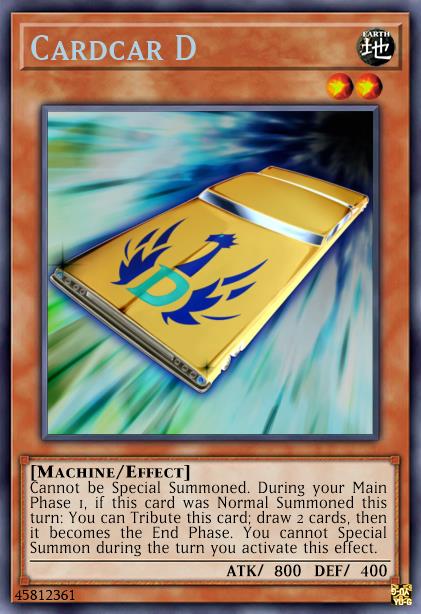 Cardcar D
EARTH
地
D
[Machine/Effect]
Cannot be Special Summoned. During your Main
Phase 1, if this card was Normal Summoned this
turn: You can Tribute this card; draw 2 cards, then
it becomes the End Phase. You cannot Special
Summon during the turn you activate this effect.
ATK/ 800 DEF/ 400
45812361